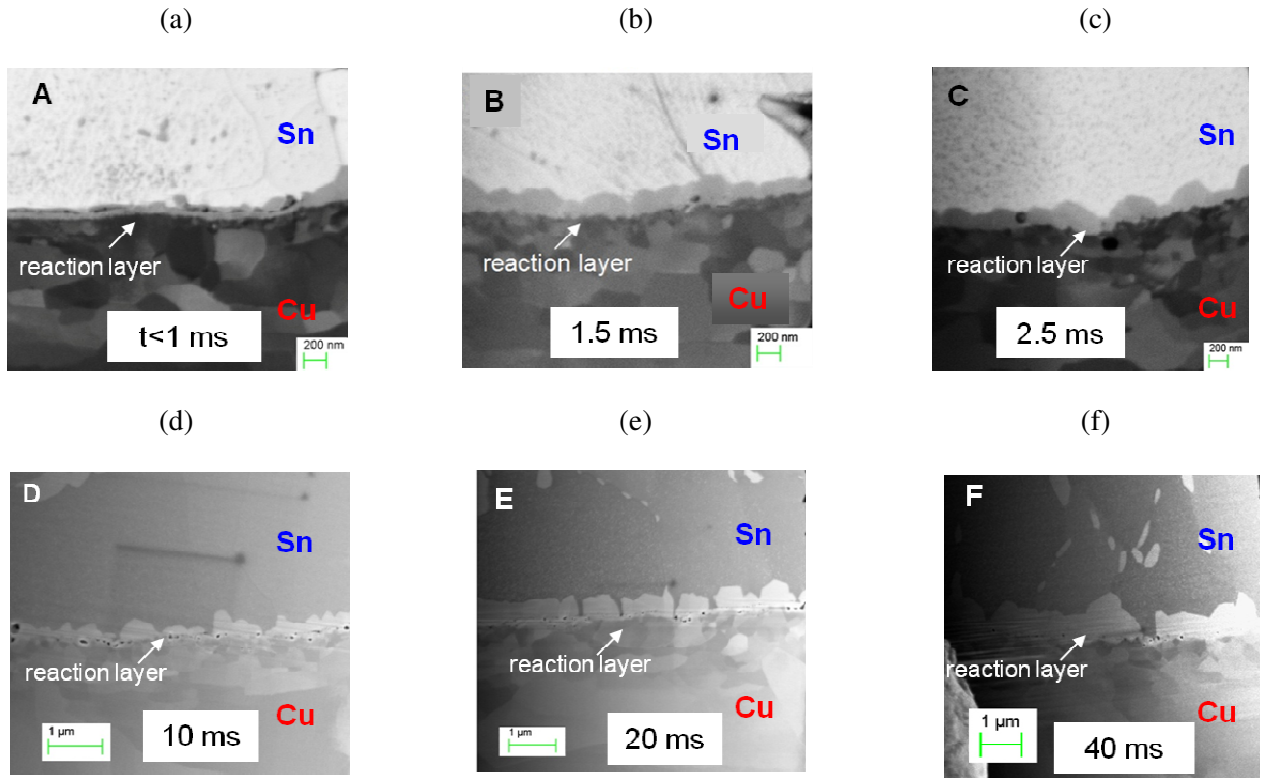 (a)
(b)
(c)
A
Sn
reaction layer
Cu
t<1 ms
200 nm
B
Sn
reaction layer
Cu
1.5 ms
200 nm
C
Sn
reaction layer
Cu
2.5 ms
200 nm
(d)
(e)
(f)
D
Sn
reaction layer
Cu
1 µm
10 ms
E
Sn
reaction layer
Cu
1 µm
20 ms
F
Sn
reaction layer
Cu
1 µm
40 ms